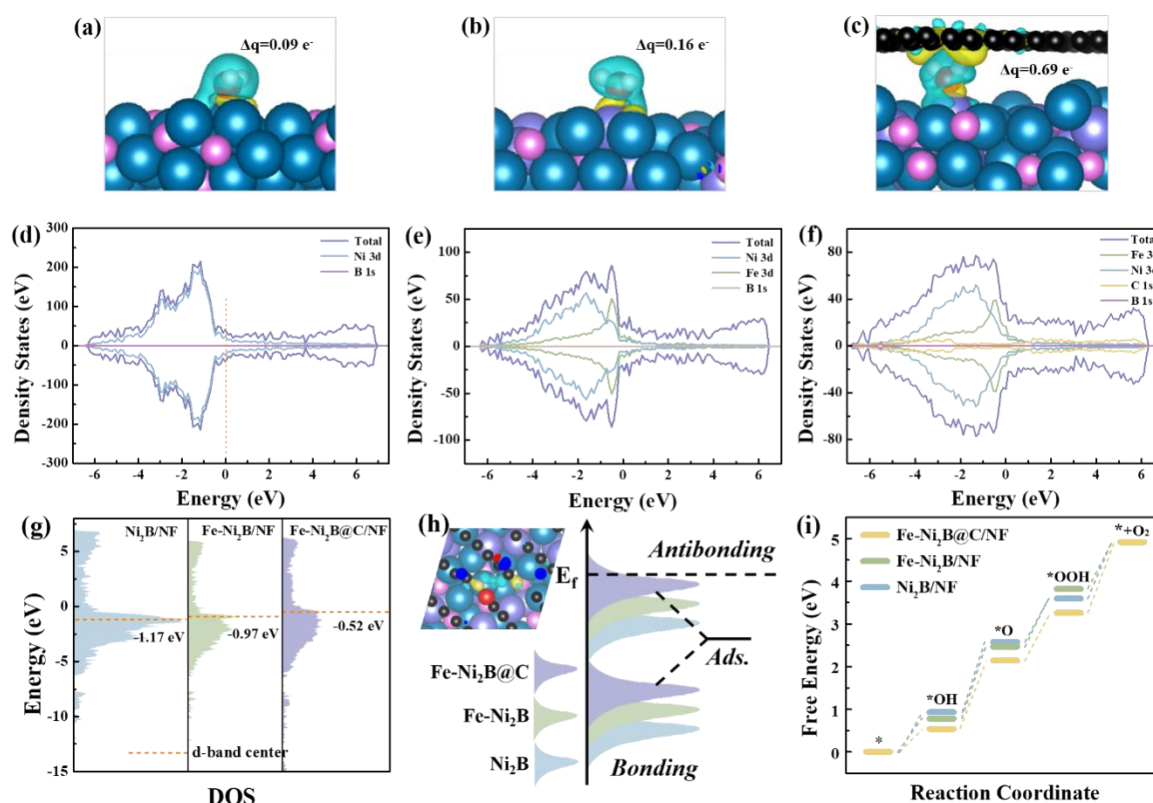 (a)
Δq=0.09 e⁻
(b)
Δq=0.16 e⁻
(c)
Δq=0.69 e⁻
(d)
Density States (eV)
300
200
100
0
-100
-200
-300
-6
-4
-2
0
2
4
6
Energy (eV)
Total
Ni 3d
B 1s
(e)
Density States (eV)
100
50
0
-50
-100
-6
-4
-2
0
2
4
6
Energy (eV)
Total
Ni 3d
Fe 3d
B 1s
(f)
Density States (eV)
80
40
0
-40
-80
-6
-4
-2
0
2
4
6
Energy (eV)
Total
Fe 3d
Ni 3d
C 1s
B 1s
(g)
Energy (eV)
5
0
-5
-10
-15
Ni₂B/NF
Fe-Ni₂B/NF
Fe-Ni₂B@C/NF
-1.17 eV
-0.97 eV
-0.52 eV
d-band center
DOS
(h)
Antibonding
E_f
Ads.
Fe-Ni₂B@C
Fe-Ni₂B
Ni₂B
Bonding
(i)
Free Energy (eV)
5
4
3
2
1
0
Fe-Ni₂B@C/NF
Fe-Ni₂B/NF
Ni₂B/NF
*
*OH
*O
*OOH
*+O₂
Reaction Coordinate